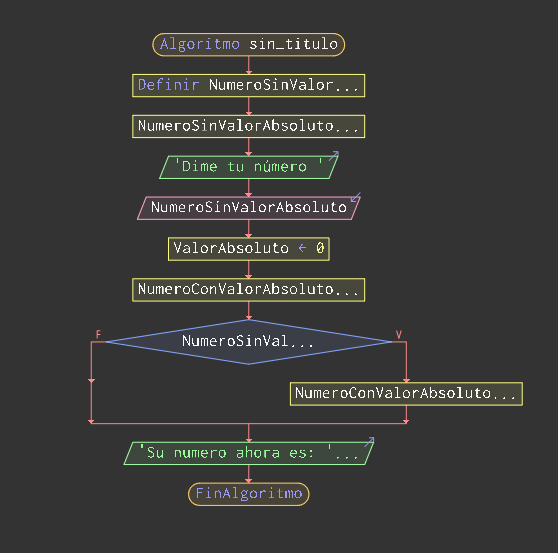 Algoritmo sin_titulo
Definir NumeroSinValor...
NumeroSinValorAbsoluto...
'Dime tu número '
NumeroSinValorAbsoluto
ValorAbsoluto ← 0
NumeroConValorAbsoluto...
F
V
NumeroSinVal...
NumeroConValorAbsoluto...
'Su numero ahora es: '...
FinAlgoritmo